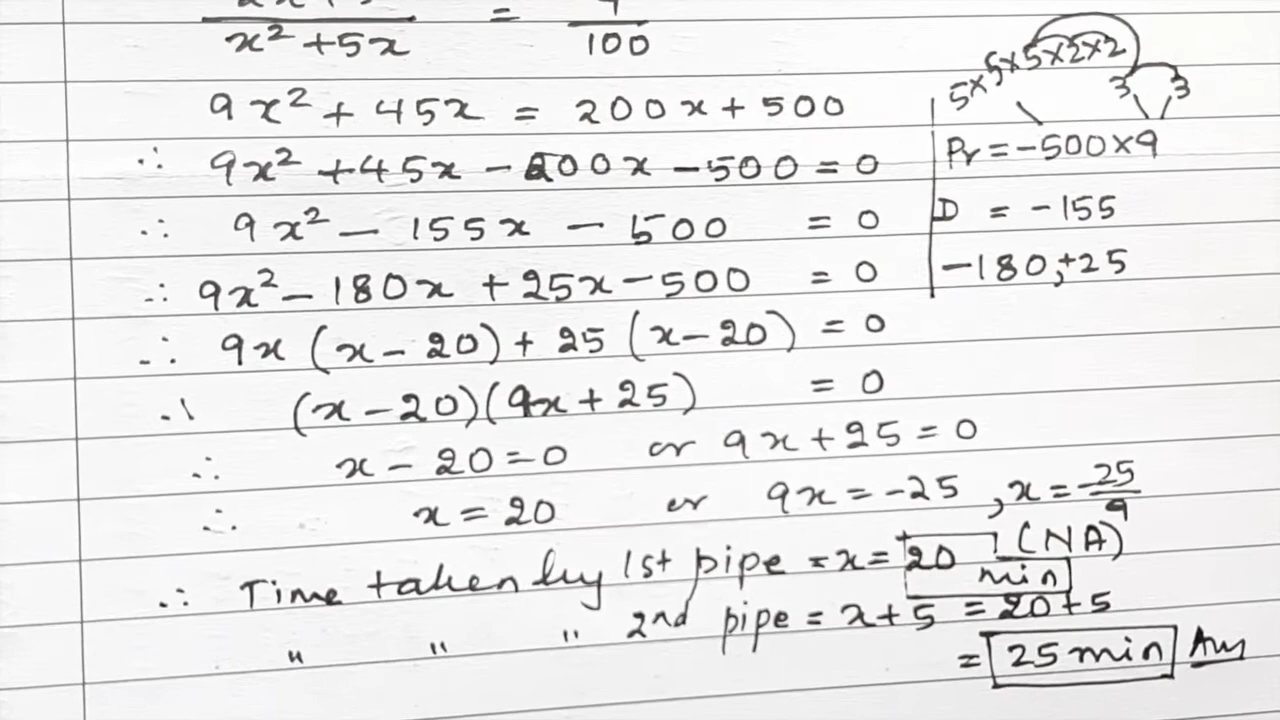 x² + 5x = 100
9x² + 45x = 200x + 500
∴ 9x² + 45x - 200x - 500 = 0
∴ 9x² - 155x - 500 = 0
∴ 9x² - 180x + 25x - 500 = 0
∴ 9x (x - 20) + 25 (x - 20) = 0
∴ (x - 20)(9x + 25) = 0
∴ x - 20 = 0 or 9x + 25 = 0
∴ x = 20 or 9x = -25, x = -25/9
(NA)
∴ Time taken by 1st pipe = x = 20 min
" " " 2nd pipe = x + 5 = 20 + 5
= 25 min Ans
5×5×5×2×2 3 3
Pr = -500×9
D = -155
-180, +25